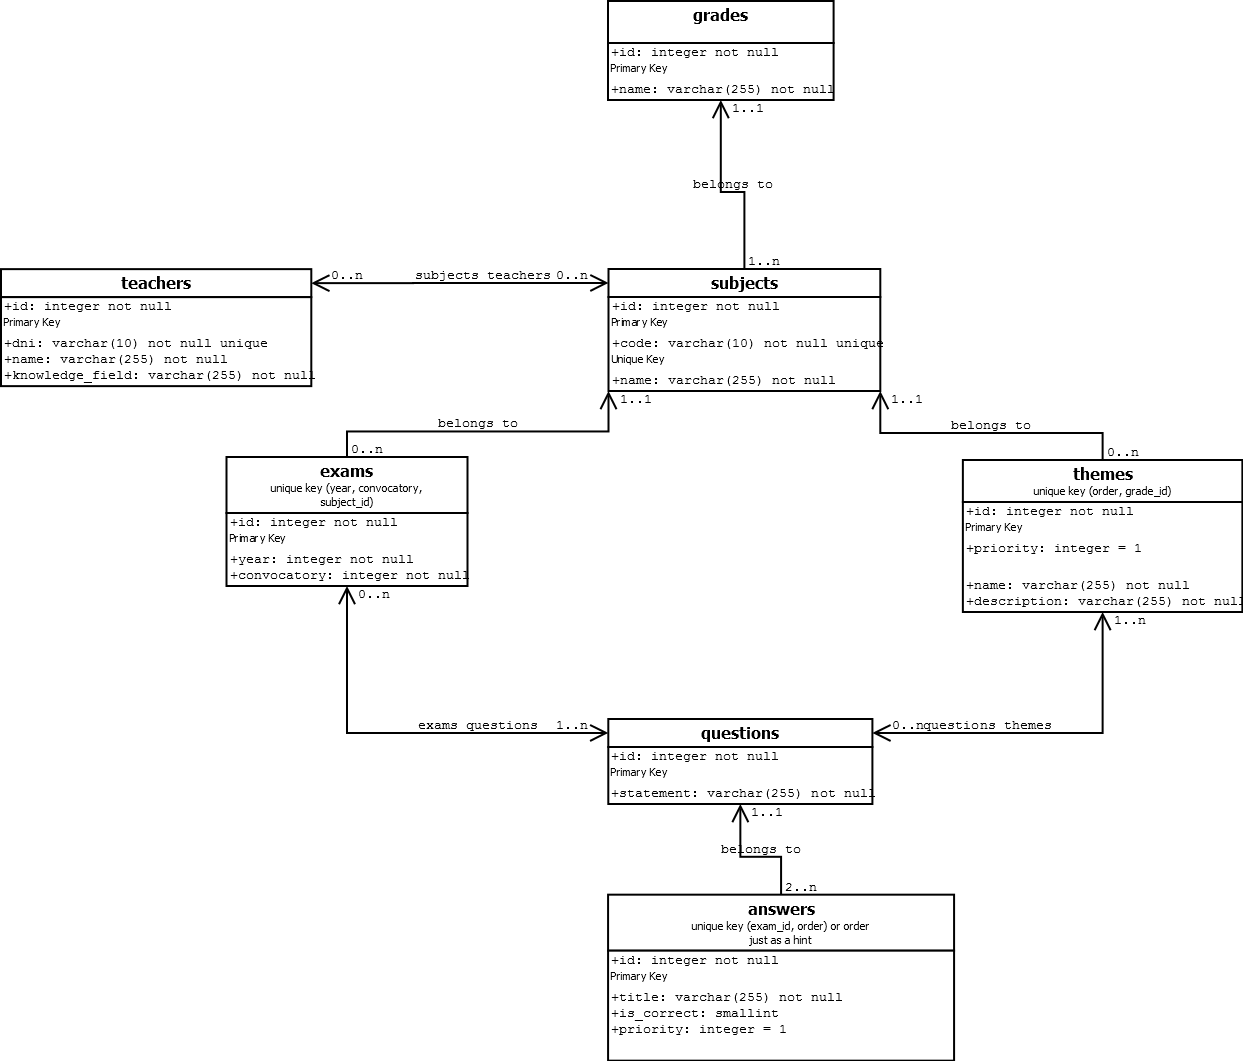 grades
+id: integer not null
Primary Key
+name: varchar(255) not null
1..1
belongs to
1..n
teachers
+id: integer not null
Primary Key
+dni: varchar(10) not null unique
+name: varchar(255) not null
+knowledge_field: varchar(255) not null
0..n
subjects teachers
0..n
subjects
+id: integer not null
Primary Key
+code: varchar(10) not null unique
Unique Key
+name: varchar(255) not null
1..1
belongs to
0..n
1..1
belongs to
0..n
exams
unique key (year, convocatory,
subject_id)
+id: integer not null
Primary Key
+year: integer not null
+convocatory: integer not null
0..n
themes
unique key (order, grade_id)
+id: integer not null
Primary Key
+priority: integer = 1
+name: varchar(255) not null
+description: varchar(255) not null
1..n
exams questions
1..n
questions
+id: integer not null
Primary Key
+statement: varchar(255) not null
0..n
questions themes
1..1
belongs to
2..n
answers
unique key (exam_id, order) or order
just as a hint
+id: integer not null
Primary Key
+title: varchar(255) not null
+is_correct: smallint
+priority: integer = 1